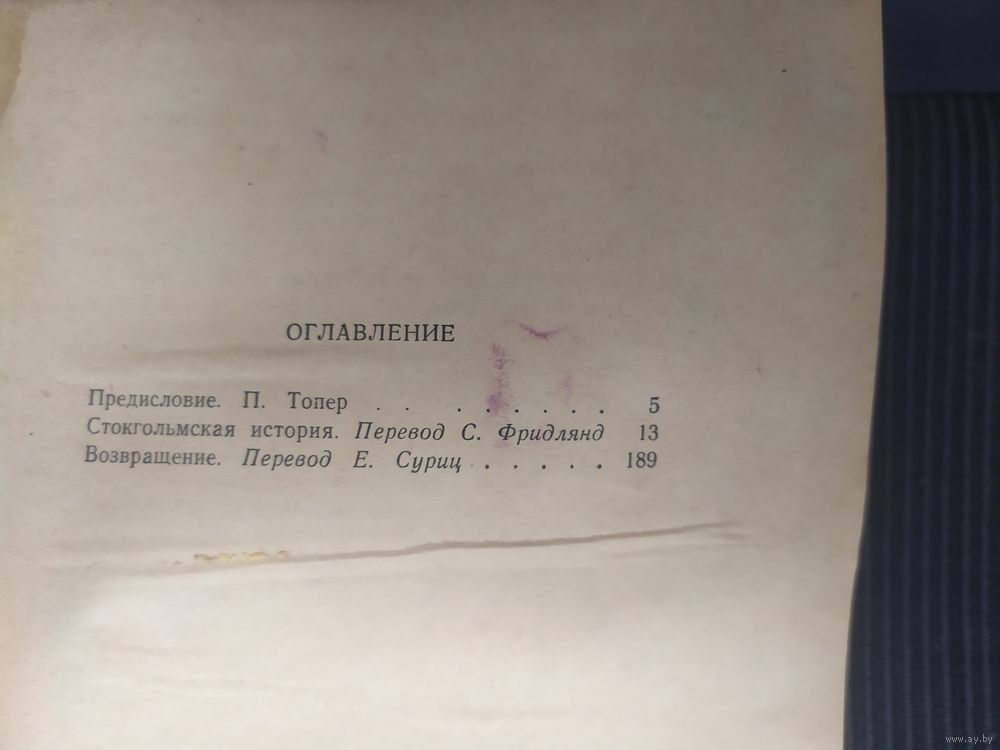 ОГЛАВЛЕНИЕ
Предисловие. П. Топер . . . . . . . . 5
Стокгольмская история. Перевод С. Фридлянд 13
Возвращение. Перевод Е. Суриц . . . . . 189
www.ay.by